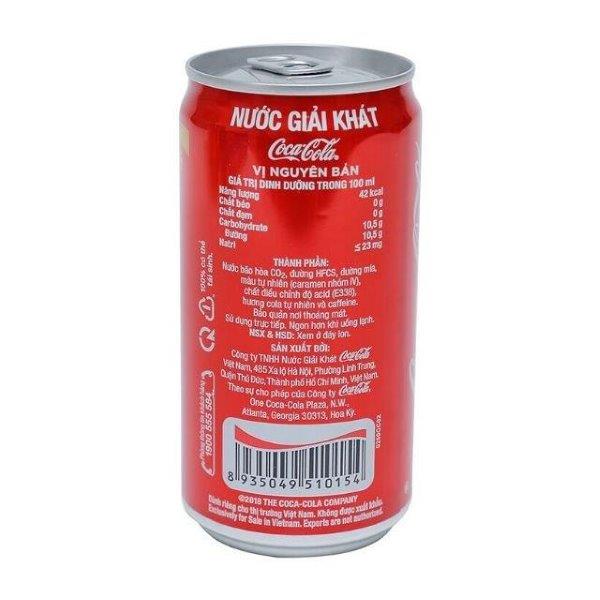 NƯỚC GIẢI KHÁT
Coca-Cola
VỊ NGUYÊN BẢN
GIÁ TRỊ DINH DƯỠNG TRONG 100 ml
Năng lượng 42 kcal
Chất béo 0 g
Chất đạm 0 g
Carbohydrate 10,5 g
Đường 10,5 g
Natri ≤ 23 mg
THÀNH PHẦN:
Nước bão hòa CO2, đường HFCS, đường mía,
màu tự nhiên (caramen nhóm IV),
chất điều chỉnh độ acid (E338),
hương cola tự nhiên và caffeine.
Bảo quản nơi thoáng mát.
Sử dụng trực tiếp. Ngon hơn khi uống lạnh.
NSX & HSD: Xem ở đáy lon.
SẢN XUẤT BỞI:
Công ty TNHH Nước Giải Khát Coca-Cola
Việt Nam, 485 Xa lộ Hà Nội, Phường Linh Trung,
Quận Thủ Đức, Thành phố Hồ Chí Minh, Việt Nam.
Theo sự cho phép của công ty Coca-Cola
One Coca-Cola Plaza, N.W.,
Atlanta, Georgia 30313, Hoa Kỳ.
8 935049 510154
©2018 THE COCA-COLA COMPANY
Dành riêng cho thị trường Việt Nam. Không được xuất khẩu.
Exclusively for Sale in Vietnam. Exports are not authorized.
100% có thể
tái sinh.
1900 555 584